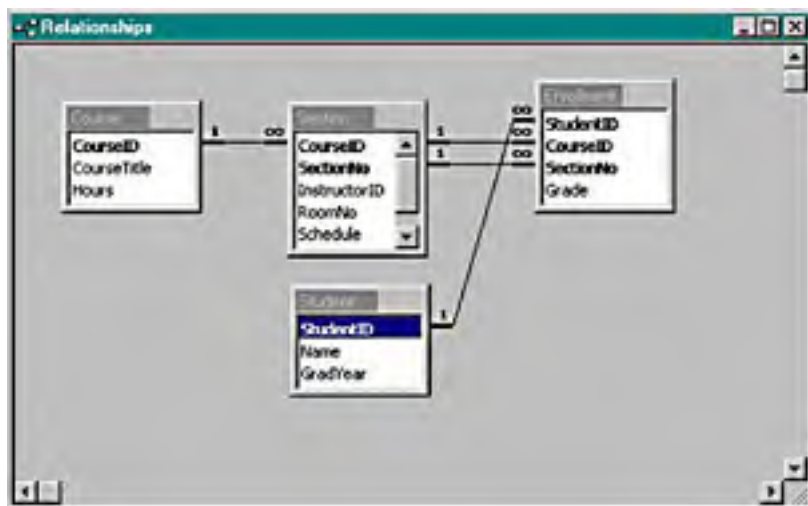 Relationships
Course
CourseID
CourseTitle
Hours
1
∞
Section
CourseID
SectionNo
InstructorID
RoomNo
Schedule
1
∞
1
∞
∞
Enrollment
StudentID
CourseID
SectionNo
Grade
Student
StudentID
Name
GradYear
1